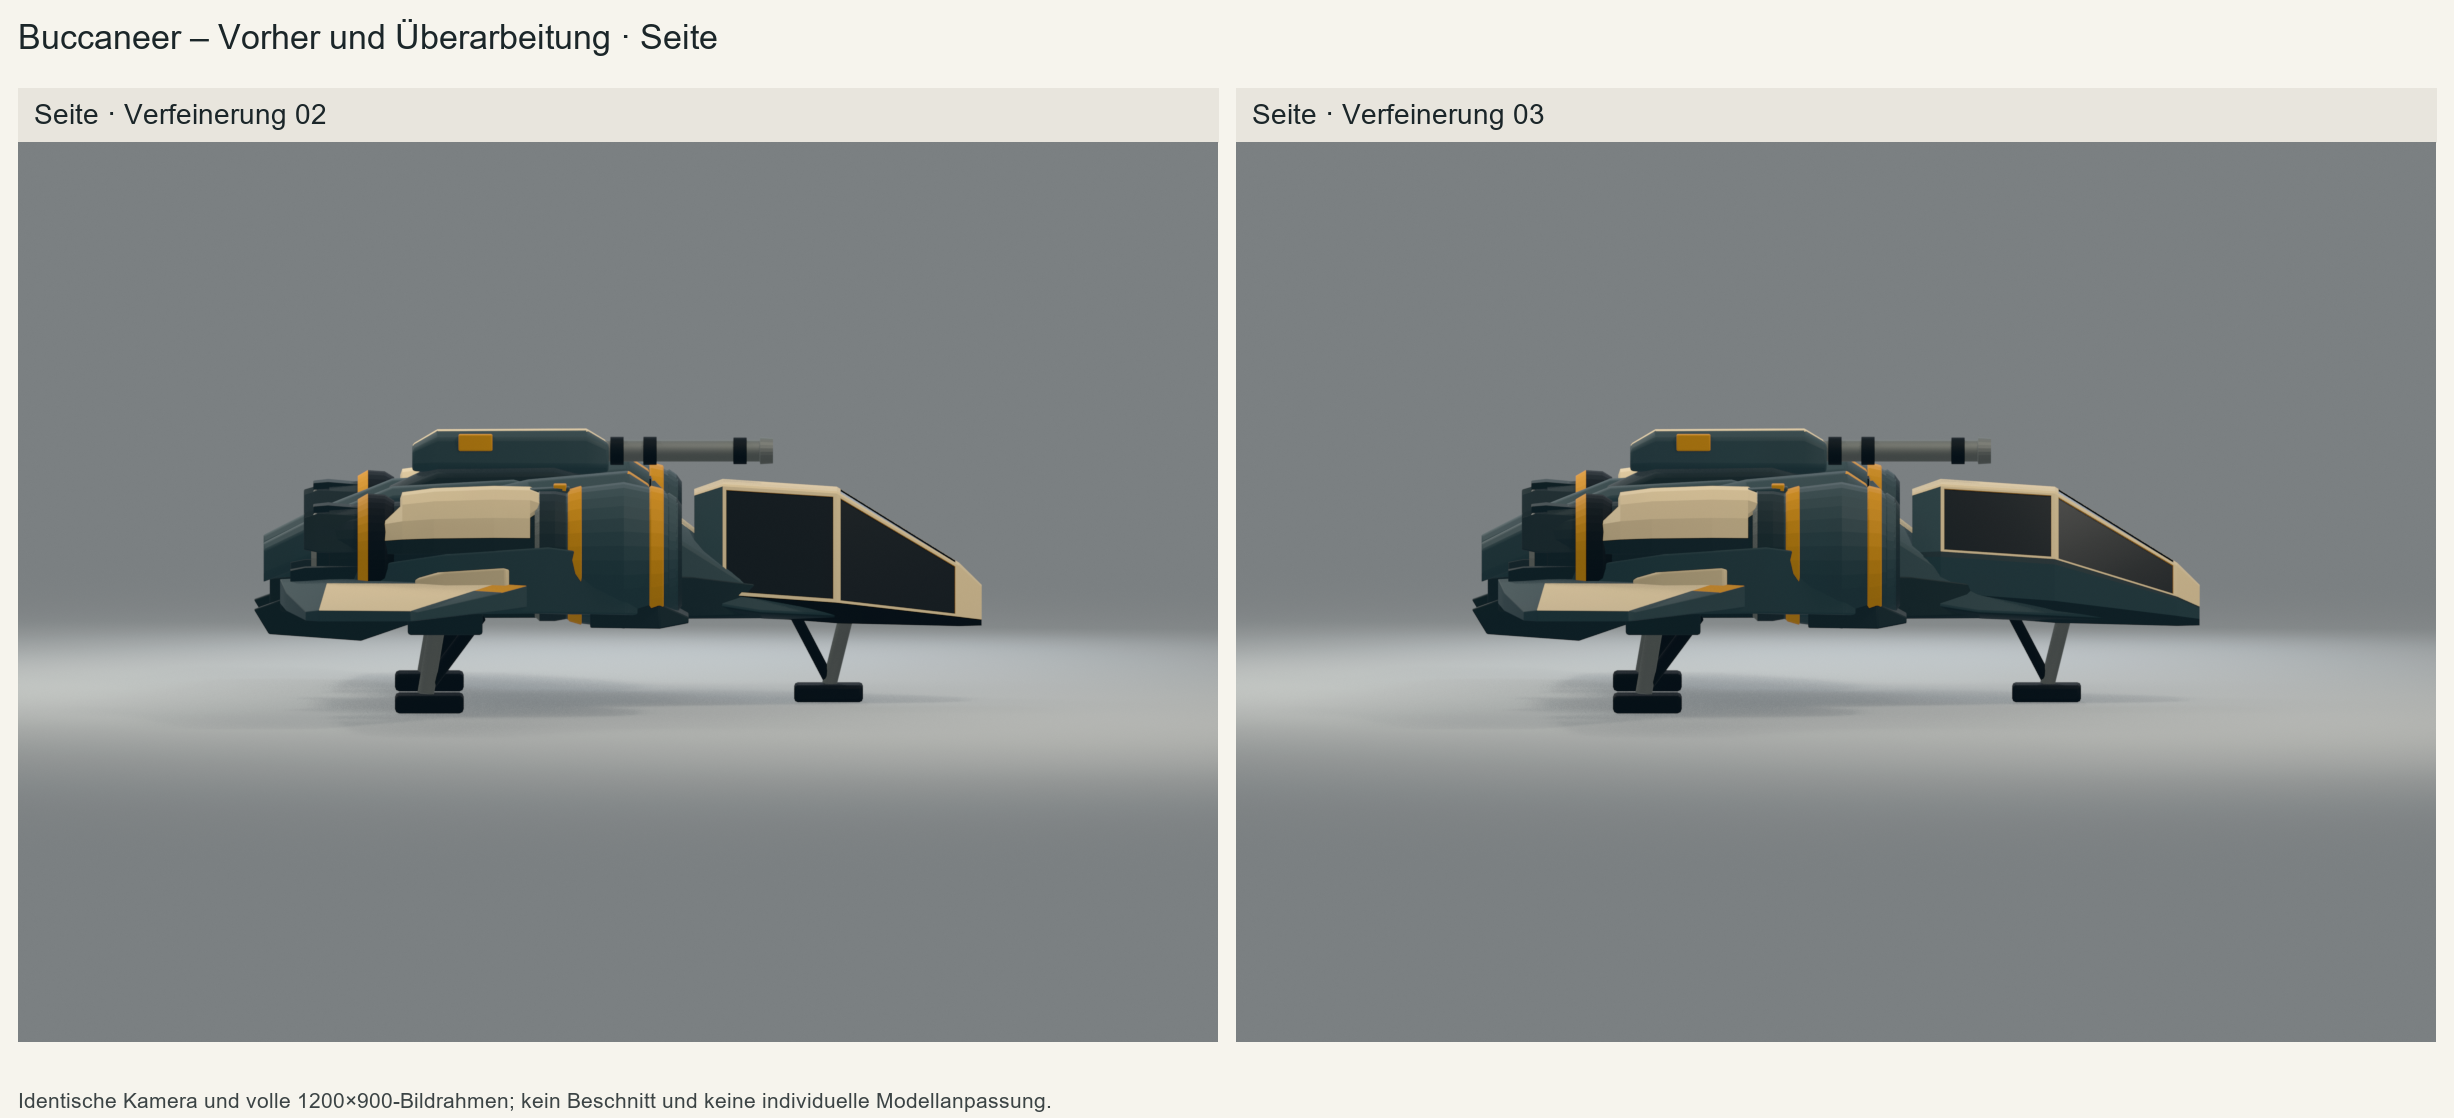 Buccaneer – Vorher und Überarbeitung · Seite
Seite · Verfeinerung 02
Seite · Verfeinerung 03
Identische Kamera und volle 1200×900-Bildrahmen; kein Beschnitt und keine individuelle Modellanpassung.